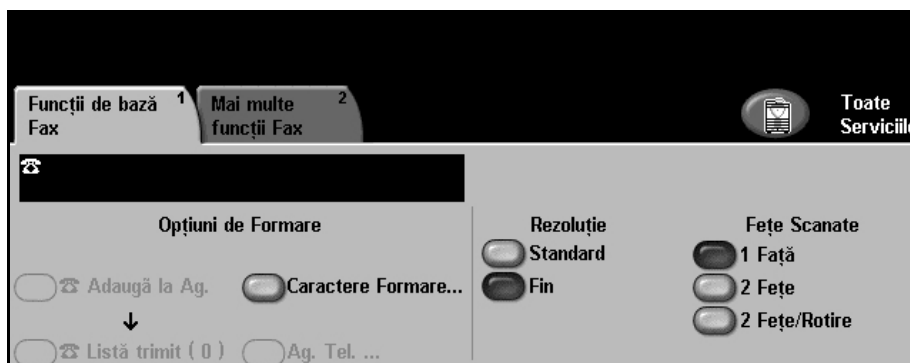 Funcții de bază 1
Fax
Mai multe 2
funcții Fax
Toate
Serviciile
Opțiuni de Formare
Adaugă la Ag.
Caractere Formare...
Listă trimit ( 0 )
Ag. Tel. ...
Rezoluție
Standard
Fin
Fețe Scanate
1 Față
2 Fețe
2 Fețe/Rotire